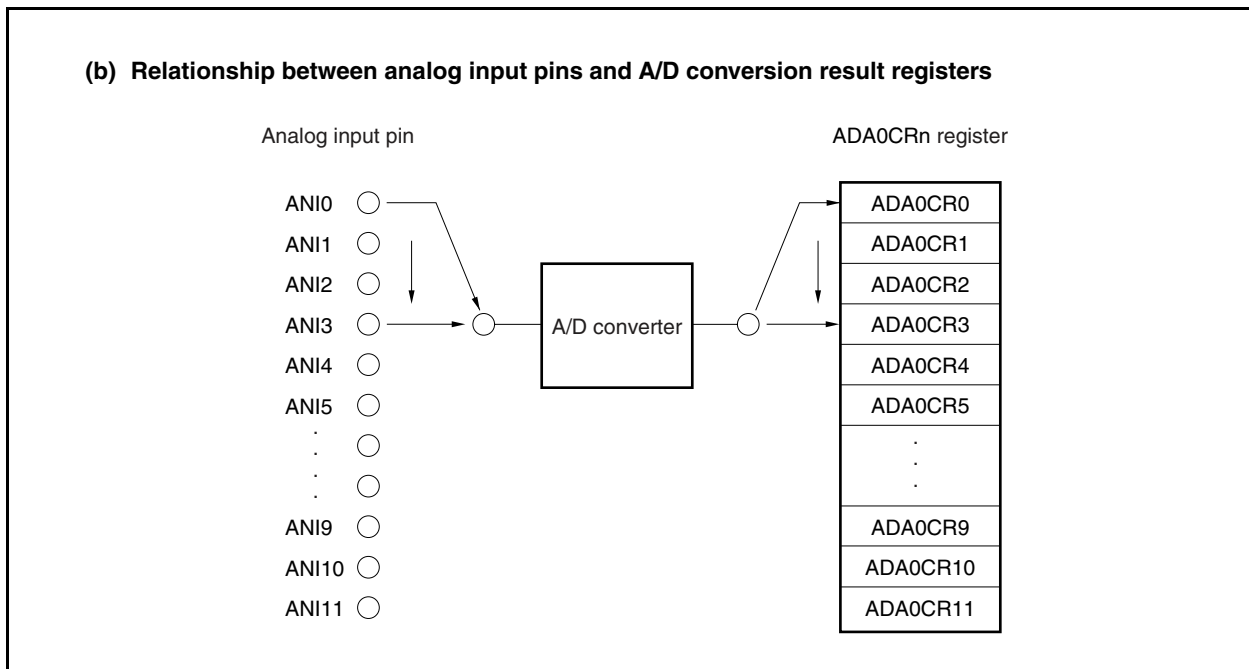 (b) Relationship between analog input pins and A/D conversion result registers
Analog input pin
ADA0CRn register
ANI0
ANI1
ANI2
ANI3
ANI4
ANI5
.
.
.
.
ANI9
ANI10
ANI11
A/D converter
ADA0CR0
ADA0CR1
ADA0CR2
ADA0CR3
ADA0CR4
ADA0CR5
.
.
.
ADA0CR9
ADA0CR10
ADA0CR11